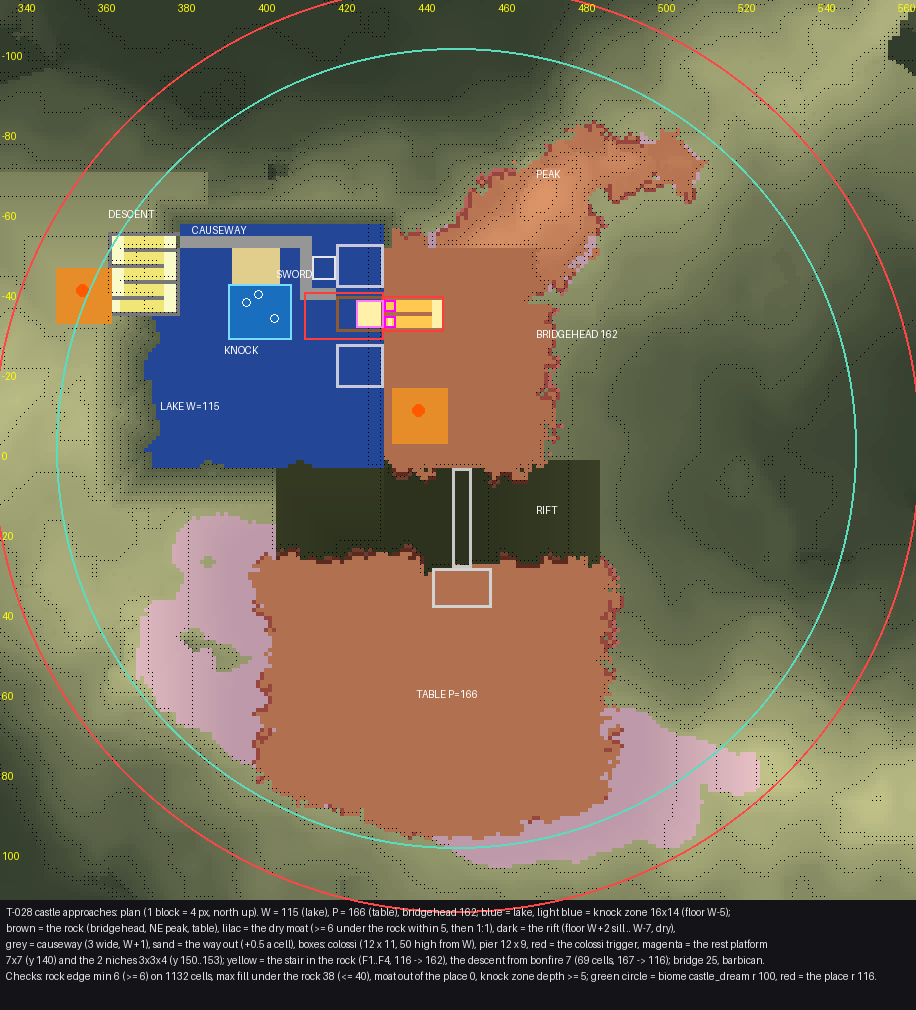 340 360 380 400 420 440 460 480 500 520 540 560
-100
-80
PEAK
-60
DESCENT
CAUSEWAY
SWORD
-40
BRIDGEHEAD 162
KNOCK
-20
LAKE W=115
0
RIFT
20
40
60
TABLE P=166
80
100
T-028 castle approaches: plan (1 block = 4 px, north up). W = 115 (lake), P = 166 (table), bridgehead 162; blue = lake, light blue = knock zone 16x14 (floor W-5);
brown = the rock (bridgehead, NE peak, table), lilac = the dry moat (>= 6 under the rock within 5, then 1:1), dark = the rift (floor W+2 sill.. W-7, dry),
grey = causeway (3 wide, W+1), sand = the way out (+0.5 a cell), boxes: colossi (12 x 11, 50 high from W), pier 12 x 9, red = the colossi trigger, magenta = the rest platform
7x7 (y 140) and the 2 niches 3x3x4 (y 150..153); yellow = the stair in the rock (F1..F4, 116 -> 162), the descent from bonfire 7 (69 cells, 167 -> 116); bridge 25, barbican.
Checks: rock edge min 6 (>= 6) on 1132 cells, max fill under the rock 38 (<= 40), moat out of the place 0, knock zone depth >= 5; green circle = biome castle_dream r 100, red = the place r 116.